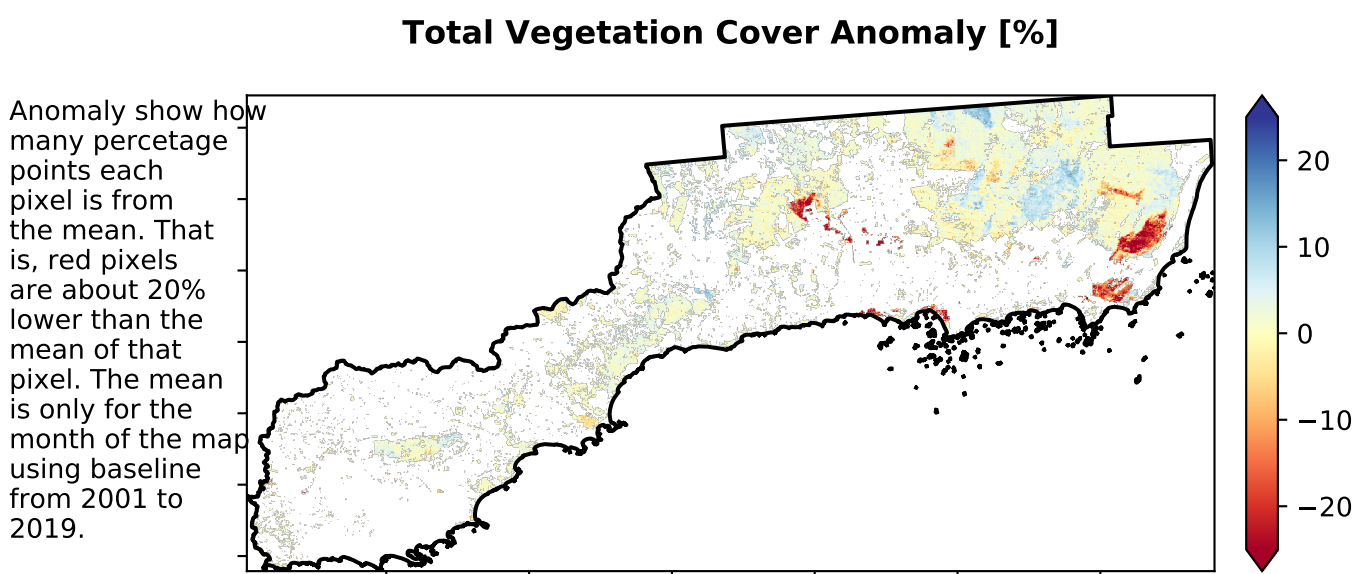 Total Vegetation Cover Anomaly [%]
Anomaly show how
many percetage
points each
pixel is from
the mean. That
is, red pixels
are about 20%
lower than the
mean of that
pixel. The mean
is only for the
month of the map
using baseline
from 2001 to
2019.
20
10
0
−10
−20